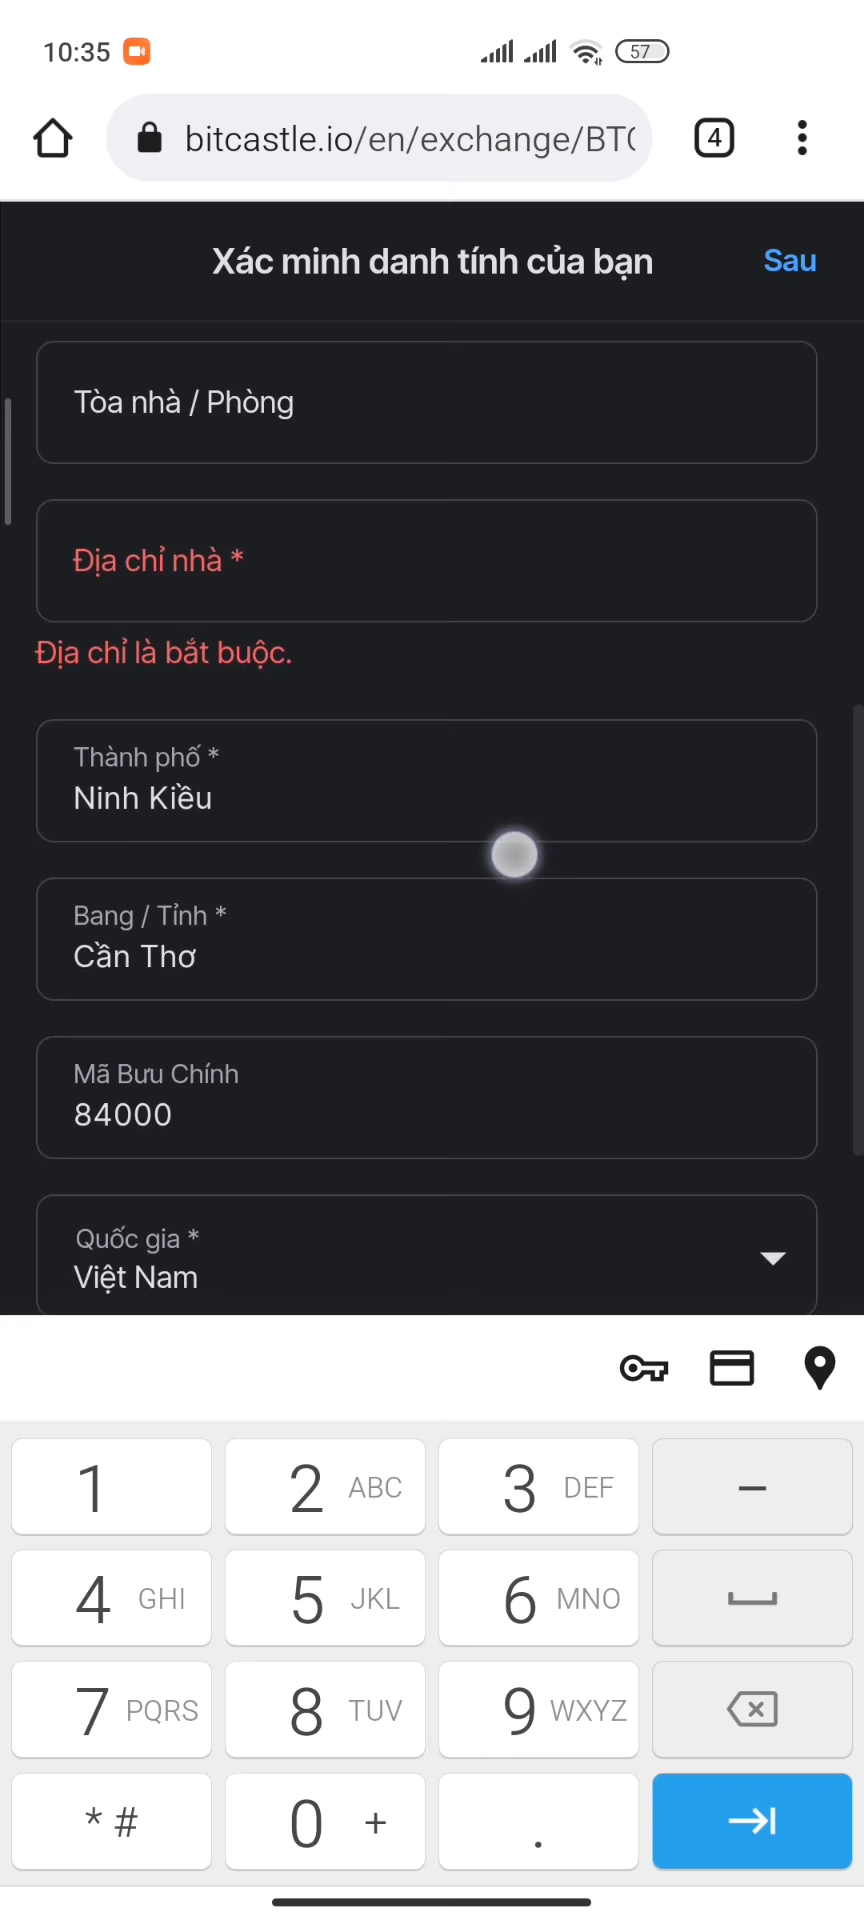 10:35
57
bitcastle.io/en/exchange/BT
4
Xác minh danh tính của bạn
Sau
Tòa nhà / Phòng
Địa chỉ nhà *
Địa chỉ là bắt buộc.
Thành phố *
Ninh Kiều
Bang / Tỉnh *
Cần Thơ
Mã Bưu Chính
84000
Quốc gia *
Việt Nam
1
2 ABC
3 DEF
–
4 GHI
5 JKL
6 MNO
7 PQRS
8 TUV
9 WXYZ
* #
0 +
.